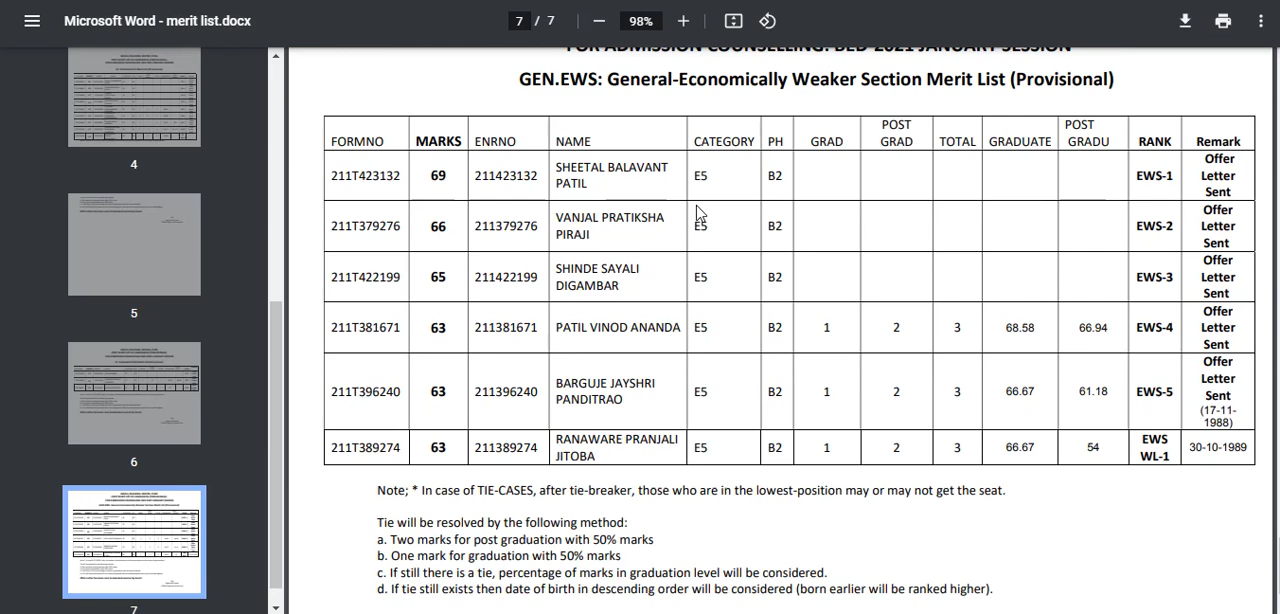 Microsoft Word - merit list.docx
7 / 7
98%
4
5
6
7
FOR ADMISSION COUNSELLING: BED-2021 JANUARY SESSION
GEN.EWS: General-Economically Weaker Section Merit List (Provisional)
FORMNO MARKS ENRNO NAME CATEGORY PH GRAD POST GRAD TOTAL GRADUATE POST GRADU RANK Remark
211T423132 69 211423132 SHEETAL BALAVANT PATIL E5 B2 EWS-1 Offer Letter Sent
211T379276 66 211379276 VANJAL PRATIKSHA PIRAJI E5 B2 EWS-2 Offer Letter Sent
211T422199 65 211422199 SHINDE SAYALI DIGAMBAR E5 B2 EWS-3 Offer Letter Sent
211T381671 63 211381671 PATIL VINOD ANANDA E5 B2 1 2 3 68.58 66.94 EWS-4 Offer Letter Sent
211T396240 63 211396240 BARGUJE JAYSHRI PANDITRAO E5 B2 1 2 3 66.67 61.18 EWS-5 Offer Letter Sent (17-11-1988)
211T389274 63 211389274 RANAWARE PRANJALI JITOBA E5 B2 1 2 3 66.67 54 EWS WL-1 30-10-1989
Note; * In case of TIE-CASES, after tie-breaker, those who are in the lowest-position may or may not get the seat.
Tie will be resolved by the following method:
a. Two marks for post graduation with 50% marks
b. One mark for graduation with 50% marks
c. If still there is a tie, percentage of marks in graduation level will be considered.
d. If tie still exists then date of birth in descending order will be considered (born earlier will be ranked higher).